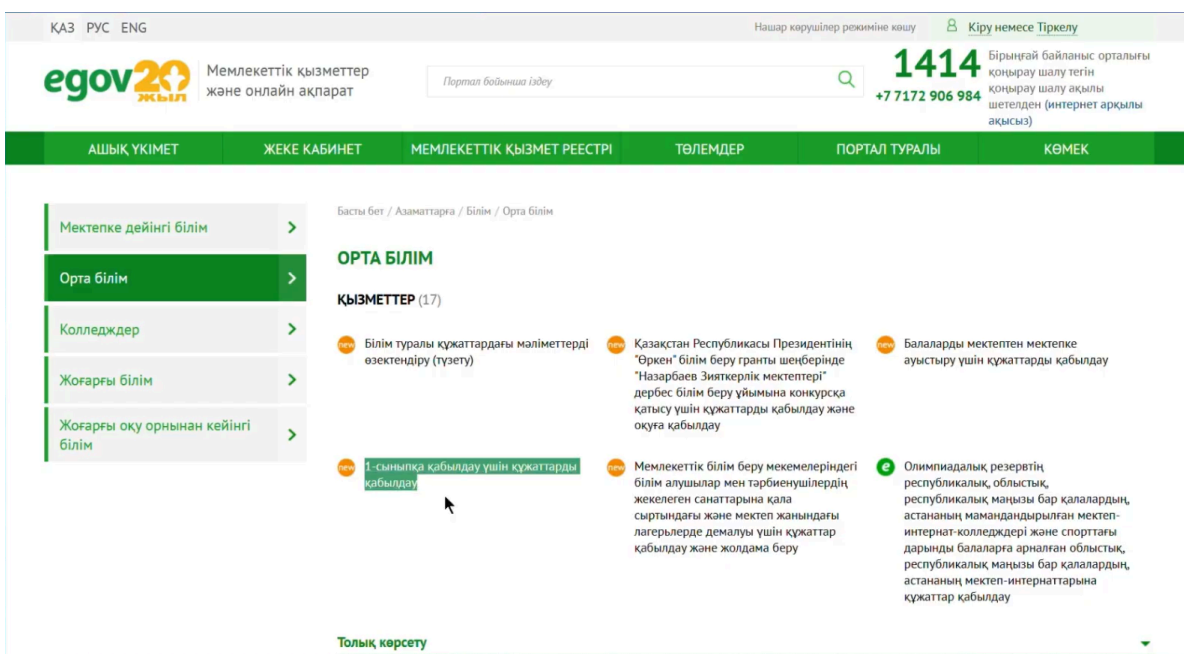 ҚАЗ РУС ENG
Нашар көрушілер режиміне көшу
Кіру немесе Тіркелу
egov20
ЖЫЛ
Мемлекеттік қызметтер
және онлайн ақпарат
Портал бойынша іздеу
1414
+7 7172 906 984
Бірыңғай байланыс орталығы
қоңырау шалу тегін
қоңырау шалу ақылы
шетелден (интернет арқылы
ақысыз)
АШЫҚ ҮКІМЕТ
ЖЕКЕ КАБИНЕТ
МЕМЛЕКЕТТІК ҚЫЗМЕТ РЕЕСТРІ
ТӨЛЕМДЕР
ПОРТАЛ ТУРАЛЫ
КӨМЕК
Мектепке дейінгі білім
Орта білім
Колледждер
Жоғарғы білім
Жоғарғы оқу орнынан кейінгі
білім
Басты бет / Азаматтарға / Білім / Орта білім
ОРТА БІЛІМ
ҚЫЗМЕТТЕР (17)
new
Білім туралы құжаттардағы мәліметтерді
өзектендіру (түзету)
new
Қазақстан Республикасы Президентінің
"Өркен" білім беру гранты шеңберінде
"Назарбаев Зияткерлік мектептері"
дербес білім беру ұйымына конкурсқа
қатысу үшін құжаттарды қабылдау және
оқуға қабылдау
new
Балаларды мектептен мектепке
ауыстыру үшін құжаттарды қабылдау
new
1-сыныпқа қабылдау үшін құжаттарды
қабылдау
new
Мемлекеттік білім беру мекемелеріндегі
білім алушылар мен тәрбиенушілердің
жекелеген санаттарына қала
сыртындағы және мектеп жанындағы
лагерьлерде демалуы үшін құжаттар
қабылдау және жолдама беру
e
Олимпиадалық резервтің
республикалық, облыстық,
республикалық маңызы бар қалалардың,
астананың мамандандырылған мектеп-
интернат-колледждері және спорттағы
дарынды балаларға арналған облыстық,
республикалық маңызы бар қалалардың,
астананың мектеп-интернаттарына
құжаттар қабылдау
Толық көрсету